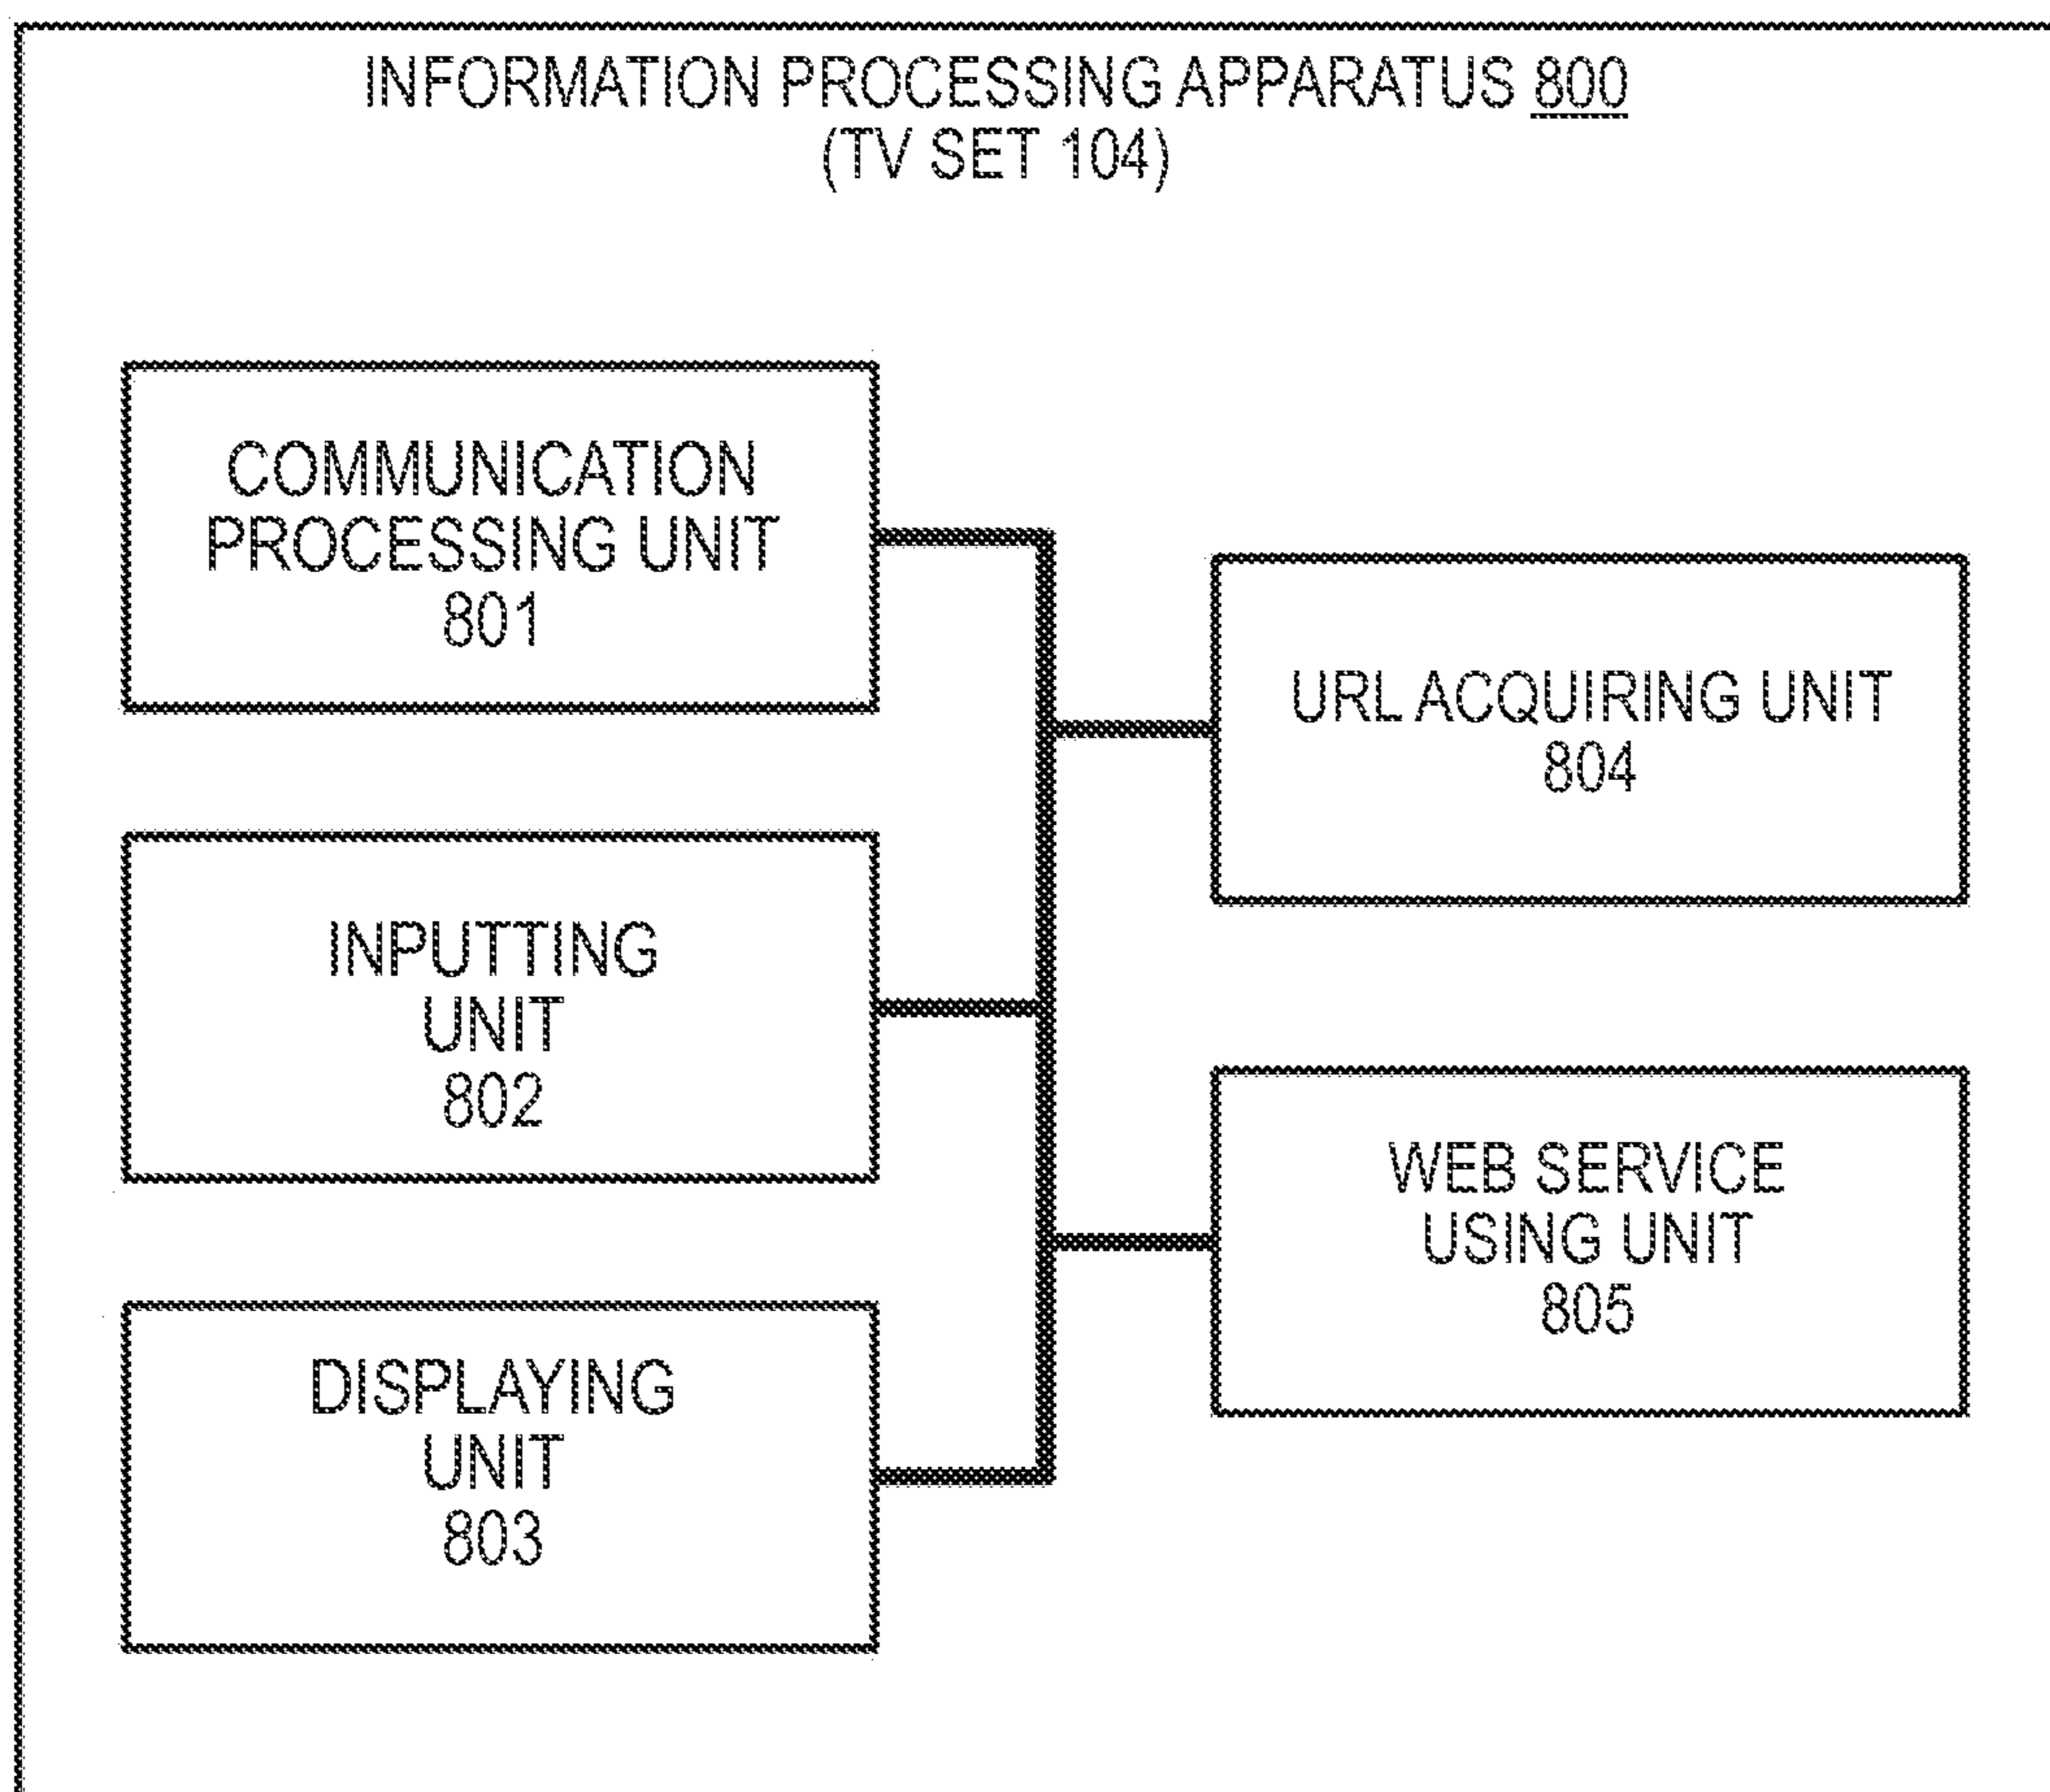 INFORMATION PROCESSING APPARATUS 800
(TV SET 104)
COMMUNICATION
PROCESSING UNIT
801
INPUTTING
UNIT
802
DISPLAYING
UNIT
803
URL ACQUIRING UNIT
804
WEB SERVICE
USING UNIT
805